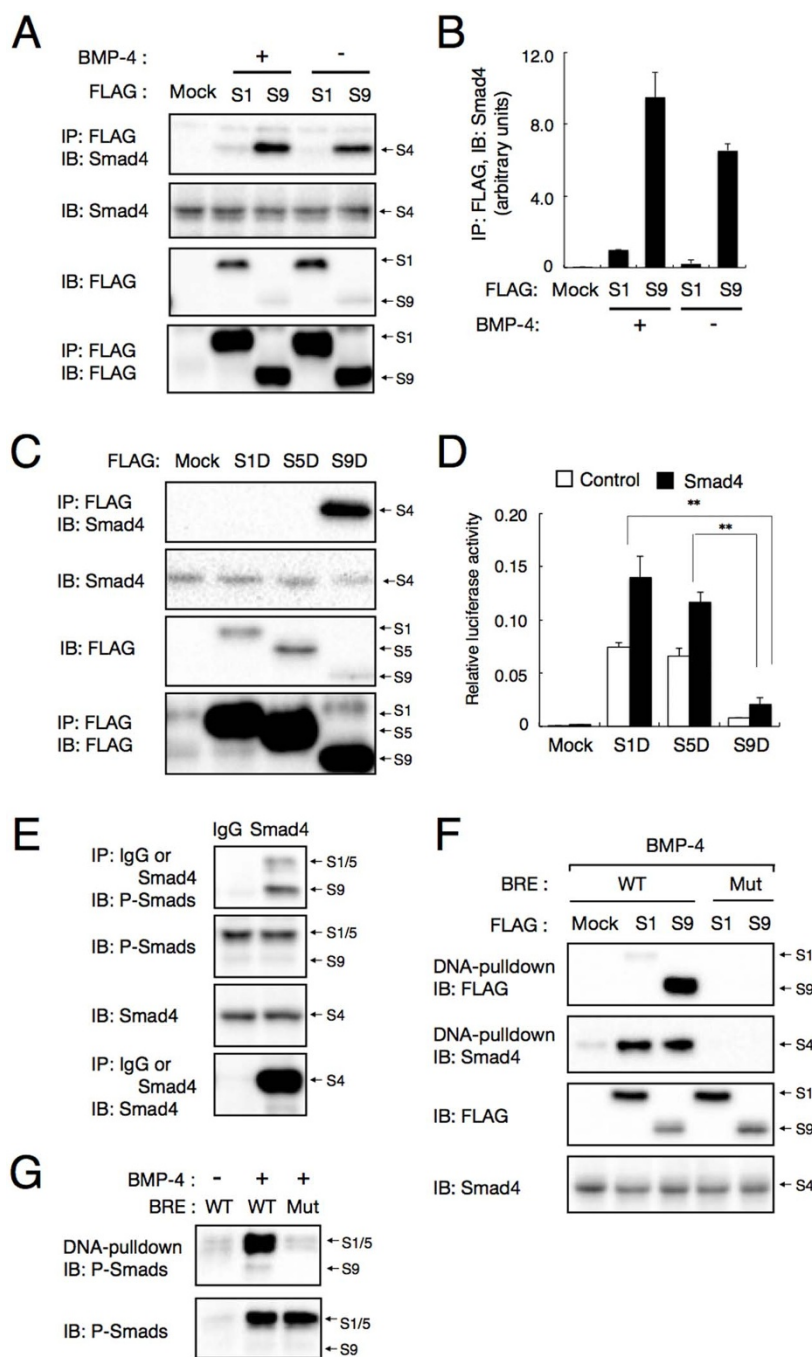 A
BMP-4 : + -
FLAG : Mock S1 S9 S1 S9
IP: FLAG
IB: Smad4
S4
IB: Smad4
S4
IB: FLAG
S1
S9
IP: FLAG
IB: FLAG
S1
S9
B
IP: FLAG, IB: Smad4
(arbitrary units)
12.0
8.0
4.0
0
FLAG: Mock S1 S9 S1 S9
BMP-4: + -
C
FLAG: Mock S1D S5D S9D
IP: FLAG
IB: Smad4
S4
IB: Smad4
S4
IB: FLAG
S1
S5
S9
IP: FLAG
IB: FLAG
S1
S5
S9
D
Control Smad4
Relative luciferase activity
0.20
0.15
0.10
0.05
0
**
**
Mock S1D S5D S9D
E
IgG Smad4
IP: IgG or
Smad4
IB: P-Smads
S1/5
S9
IB: P-Smads
S1/5
S9
IB: Smad4
S4
IP: IgG or
Smad4
IB: Smad4
S4
F
BMP-4
BRE : WT Mut
FLAG : Mock S1 S9 S1 S9
DNA-pulldown
IB: FLAG
S1
S9
DNA-pulldown
IB: Smad4
S4
IB: FLAG
S1
S9
IB: Smad4
S4
G
BMP-4 : - + +
BRE : WT WT Mut
DNA-pulldown
IB: P-Smads
S1/5
S9
IB: P-Smads
S1/5
S9